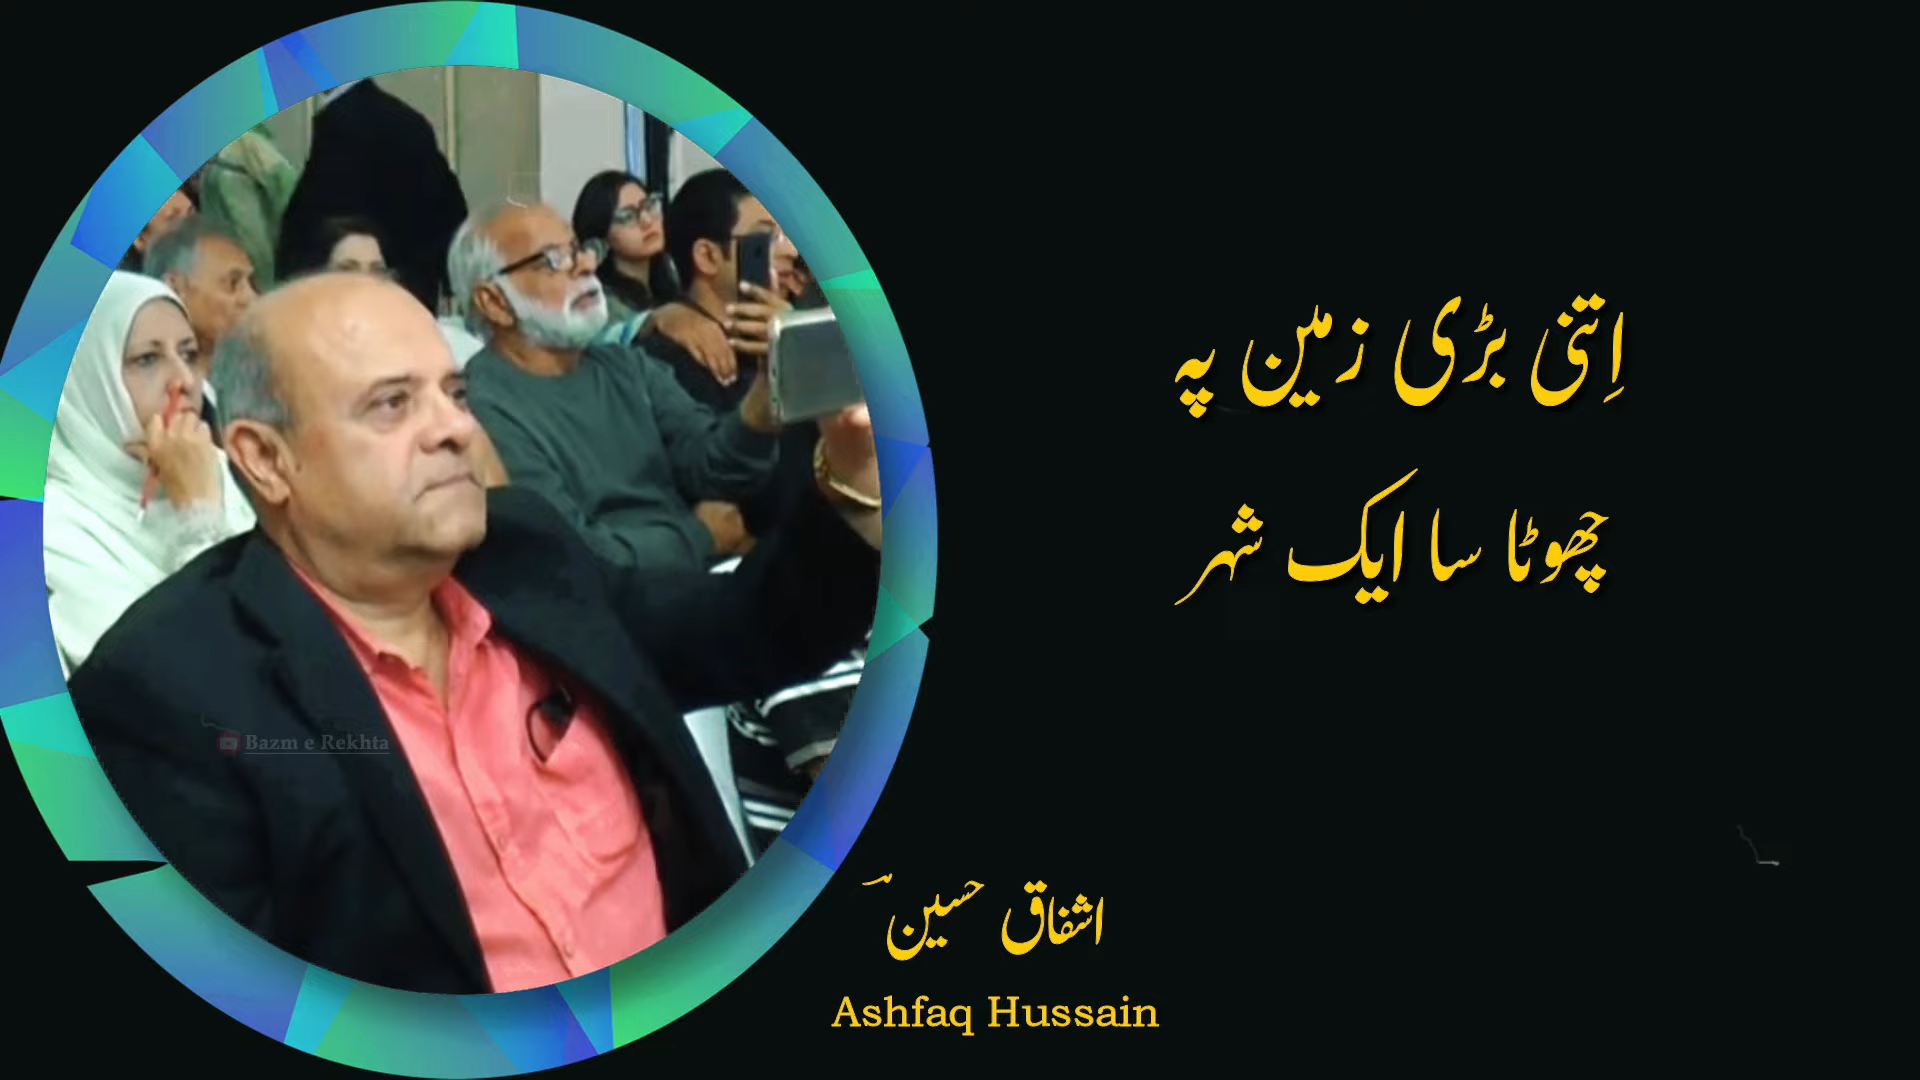 اِتنی بڑی زمین پہ
چھوٹا سا ایک شہر
اشفاق حسین
Ashfaq Hussain
Bazm e Rekhta